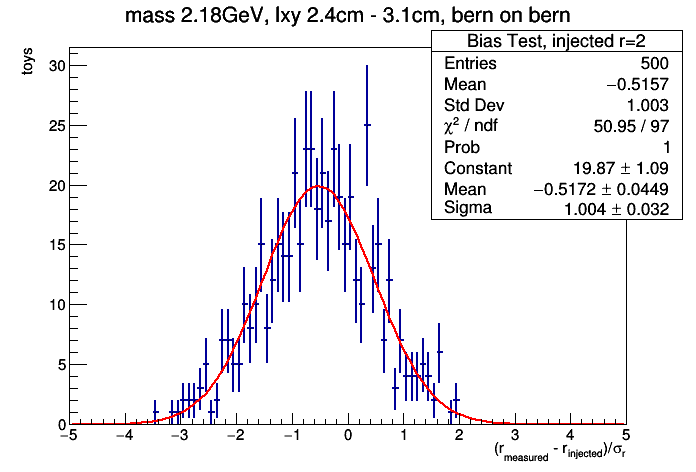 mass 2.18GeV, lxy 2.4cm - 3.1cm, bern on bern
Bias Test, injected r=2
Entries 500
Mean −0.5157
Std Dev 1.003
χ² / ndf 50.95 / 97
Prob 1
Constant 19.87 ± 1.09
Mean −0.5172 ± 0.0449
Sigma 1.004 ± 0.032
toys
30
25
20
15
10
5
0
−5 −4 −3 −2 −1 0 1 2 3 4 5
(r_measured - r_injected)/σ_r